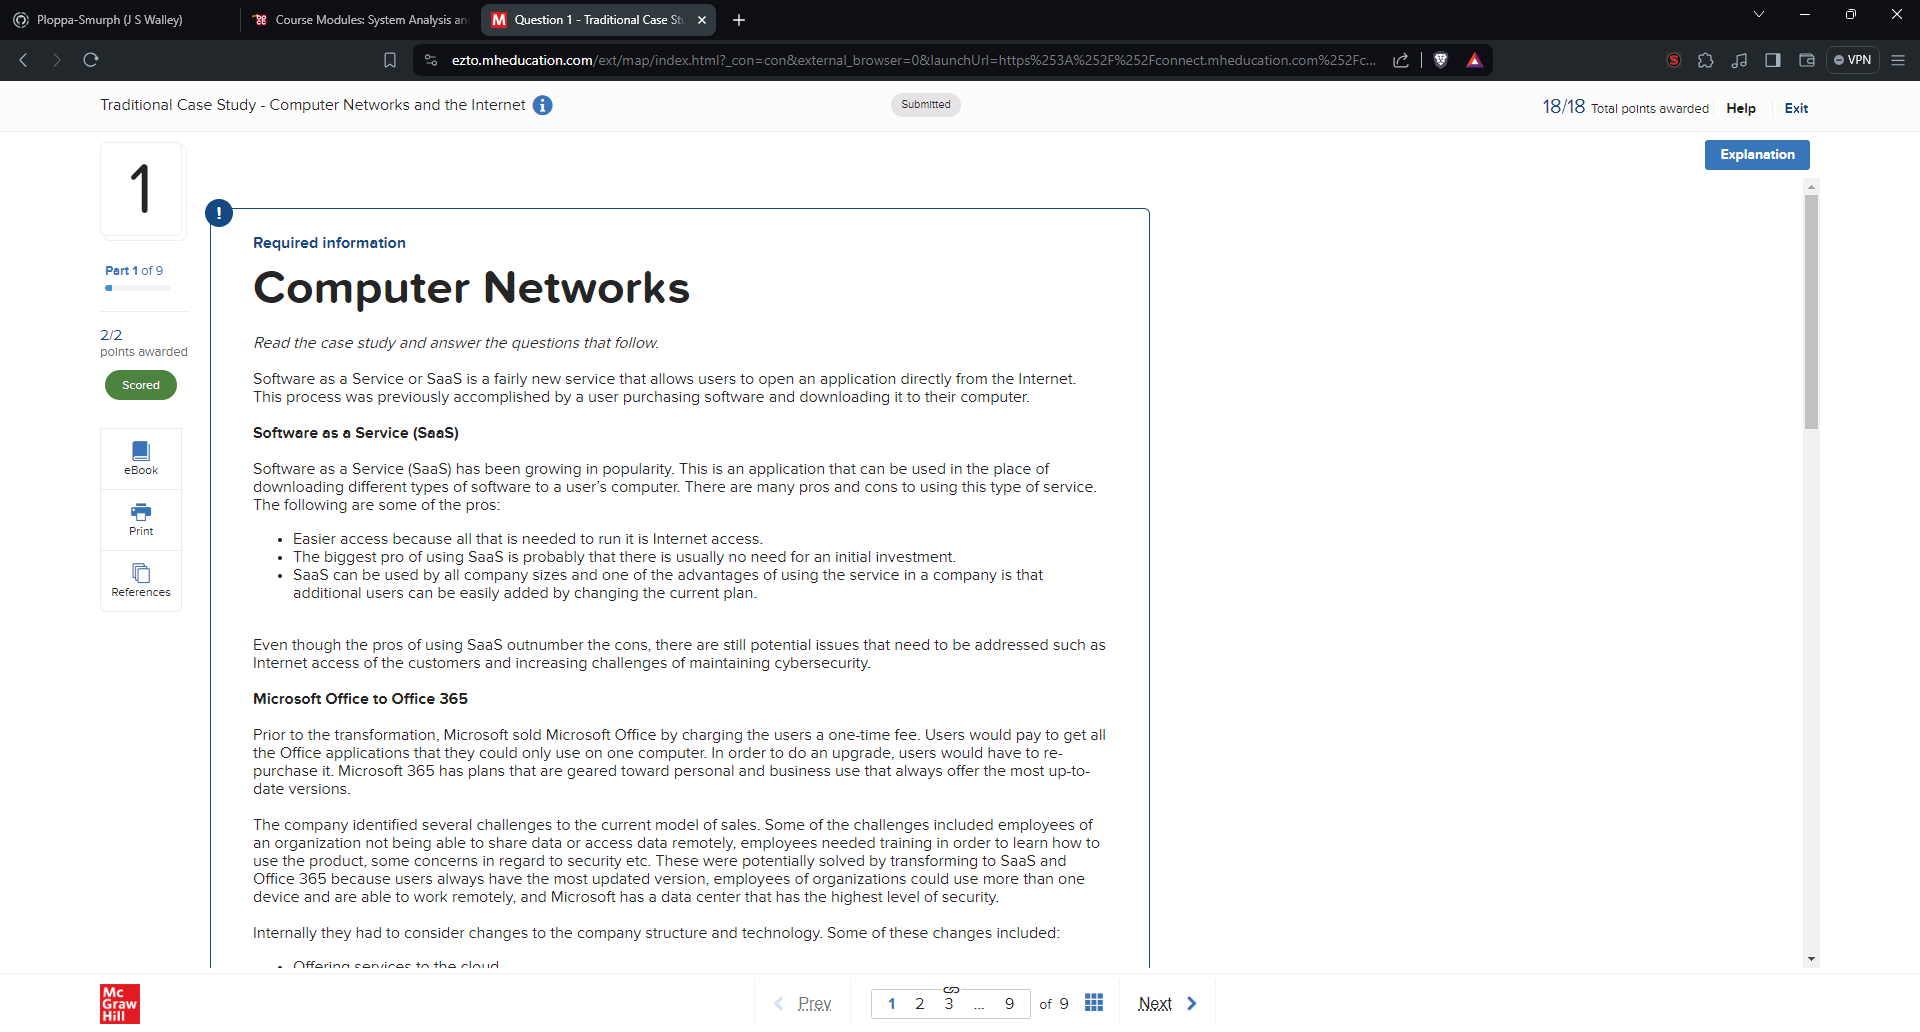 Ploppa-Smurph (J S Walley)
Course Modules: System Analysis an
Question 1 - Traditional Case St
ezto.mheducation.com/ext/map/index.html?_con=con&external_browser=0&launchUrl=https%253A%252F%252Fconnect.mheducation.com%252Fc...
VPN
Traditional Case Study - Computer Networks and the Internet
Submitted
18/18 Total points awarded
Help
Exit
Explanation
1
Part 1 of 9
2/2
points awarded
Scored
eBook
Print
References
!
Required information
Computer Networks
Read the case study and answer the questions that follow.
Software as a Service or SaaS is a fairly new service that allows users to open an application directly from the Internet.
This process was previously accomplished by a user purchasing software and downloading it to their computer.
Software as a Service (SaaS)
Software as a Service (SaaS) has been growing in popularity. This is an application that can be used in the place of
downloading different types of software to a user's computer. There are many pros and cons to using this type of service.
The following are some of the pros:
• Easier access because all that is needed to run it is Internet access.
• The biggest pro of using SaaS is probably that there is usually no need for an initial investment.
• SaaS can be used by all company sizes and one of the advantages of using the service in a company is that
additional users can be easily added by changing the current plan.
Even though the pros of using SaaS outnumber the cons, there are still potential issues that need to be addressed such as
Internet access of the customers and increasing challenges of maintaining cybersecurity.
Microsoft Office to Office 365
Prior to the transformation, Microsoft sold Microsoft Office by charging the users a one-time fee. Users would pay to get all
the Office applications that they could only use on one computer. In order to do an upgrade, users would have to re-
purchase it. Microsoft 365 has plans that are geared toward personal and business use that always offer the most up-to-
date versions.
The company identified several challenges to the current model of sales. Some of the challenges included employees of
an organization not being able to share data or access data remotely, employees needed training in order to learn how to
use the product, some concerns in regard to security etc. These were potentially solved by transforming to SaaS and
Office 365 because users always have the most updated version, employees of organizations could use more than one
device and are able to work remotely, and Microsoft has a data center that has the highest level of security.
Internally they had to consider changes to the company structure and technology. Some of these changes included:
• Offering services to the cloud
Mc
Graw
Hill
Prev
1 2 3 ... 9 of 9
Next